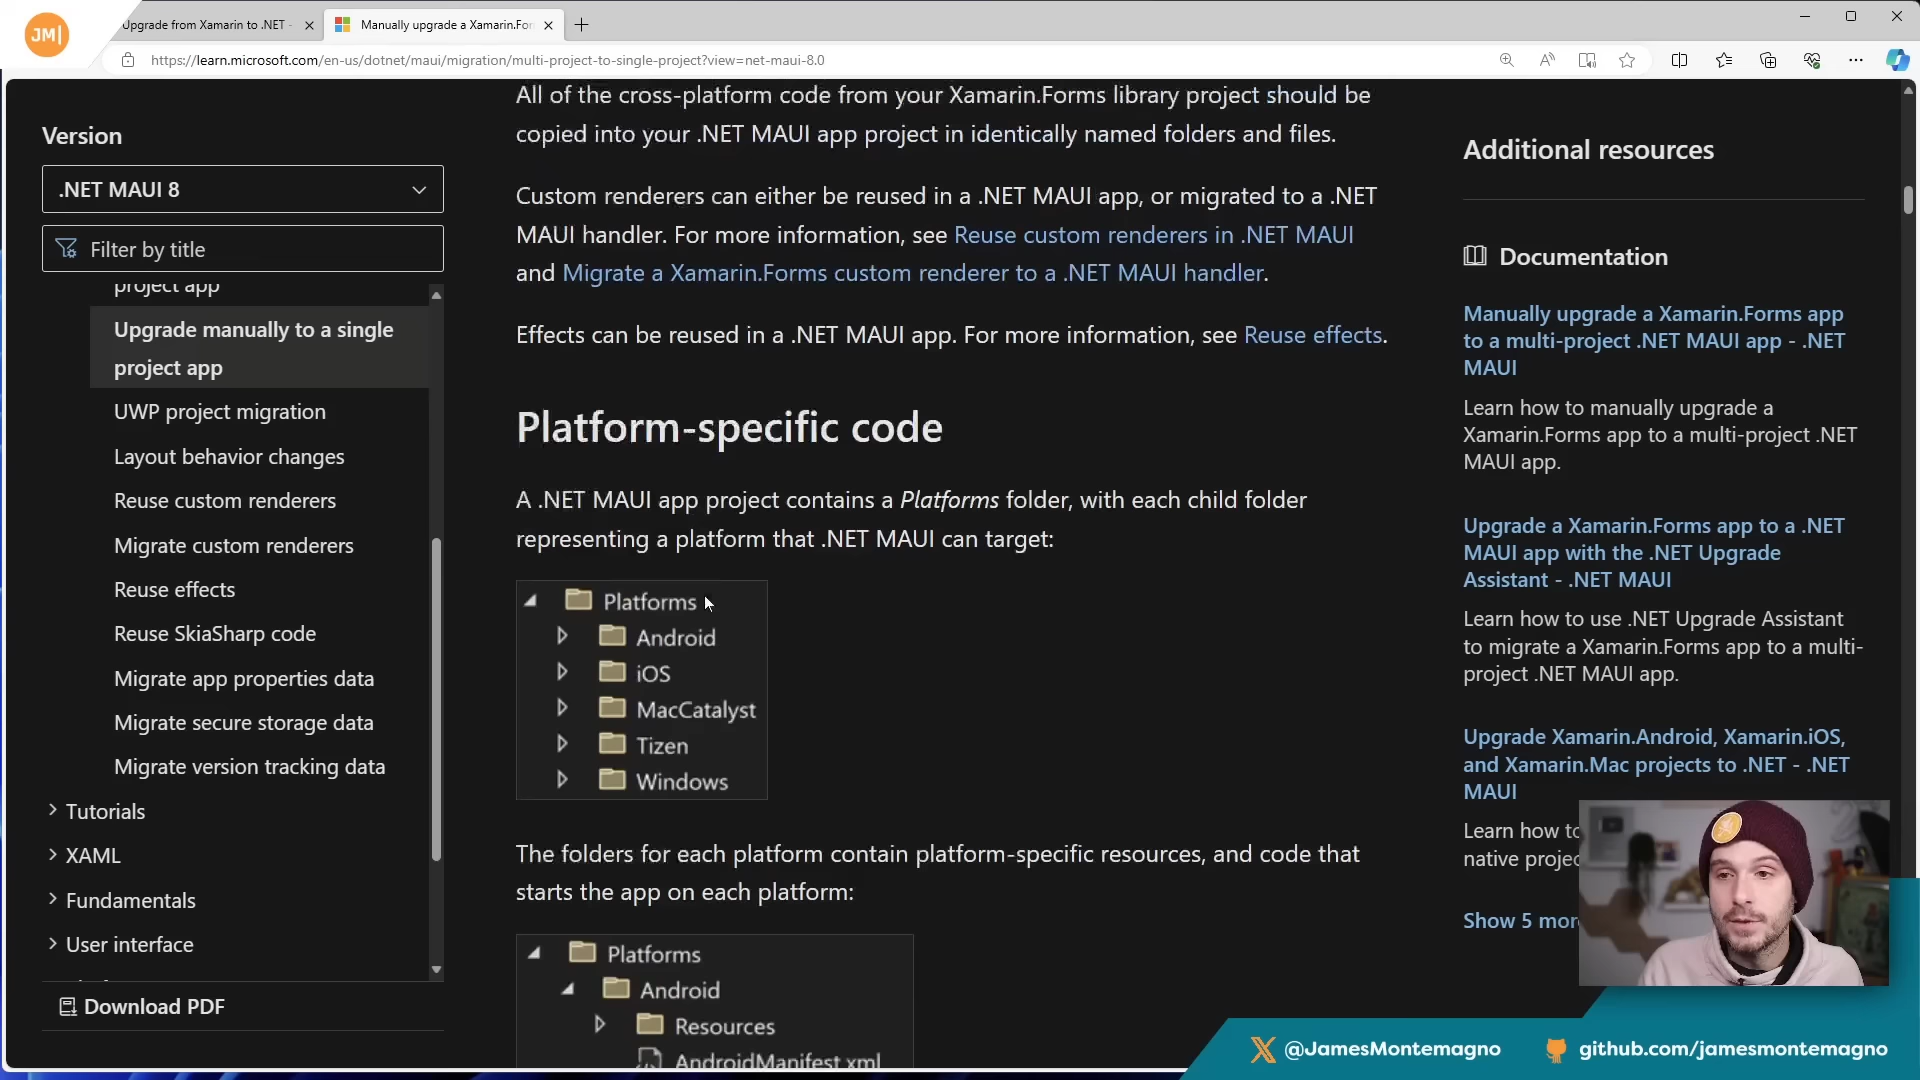 JM|
Upgrade from Xamarin to .NET -
Manually upgrade a Xamarin.For
https://learn.microsoft.com/en-us/dotnet/maui/migration/multi-project-to-single-project?view=net-maui-8.0
Version
.NET MAUI 8
Filter by title
project app
Upgrade manually to a single
project app
UWP project migration
Layout behavior changes
Reuse custom renderers
Migrate custom renderers
Reuse effects
Reuse SkiaSharp code
Migrate app properties data
Migrate secure storage data
Migrate version tracking data
Tutorials
XAML
Fundamentals
User interface
Download PDF
All of the cross-platform code from your Xamarin.Forms library project should be
copied into your .NET MAUI app project in identically named folders and files.
Custom renderers can either be reused in a .NET MAUI app, or migrated to a .NET
MAUI handler. For more information, see Reuse custom renderers in .NET MAUI
and Migrate a Xamarin.Forms custom renderer to a .NET MAUI handler.
Effects can be reused in a .NET MAUI app. For more information, see Reuse effects.
Platform-specific code
A .NET MAUI app project contains a Platforms folder, with each child folder
representing a platform that .NET MAUI can target:
Platforms
Android
iOS
MacCatalyst
Tizen
Windows
The folders for each platform contain platform-specific resources, and code that
starts the app on each platform:
Platforms
Android
Resources
AndroidManifest.xml
Additional resources
Documentation
Manually upgrade a Xamarin.Forms app
to a multi-project .NET MAUI app - .NET
MAUI
Learn how to manually upgrade a
Xamarin.Forms app to a multi-project .NET
MAUI app.
Upgrade a Xamarin.Forms app to a .NET
MAUI app with the .NET Upgrade
Assistant - .NET MAUI
Learn how to use .NET Upgrade Assistant
to migrate a Xamarin.Forms app to a multi-
project .NET MAUI app.
Upgrade Xamarin.Android, Xamarin.iOS,
and Xamarin.Mac projects to .NET - .NET
MAUI
Learn how to
native projec
Show 5 mor
@JamesMontemagno
github.com/jamesmontemagno